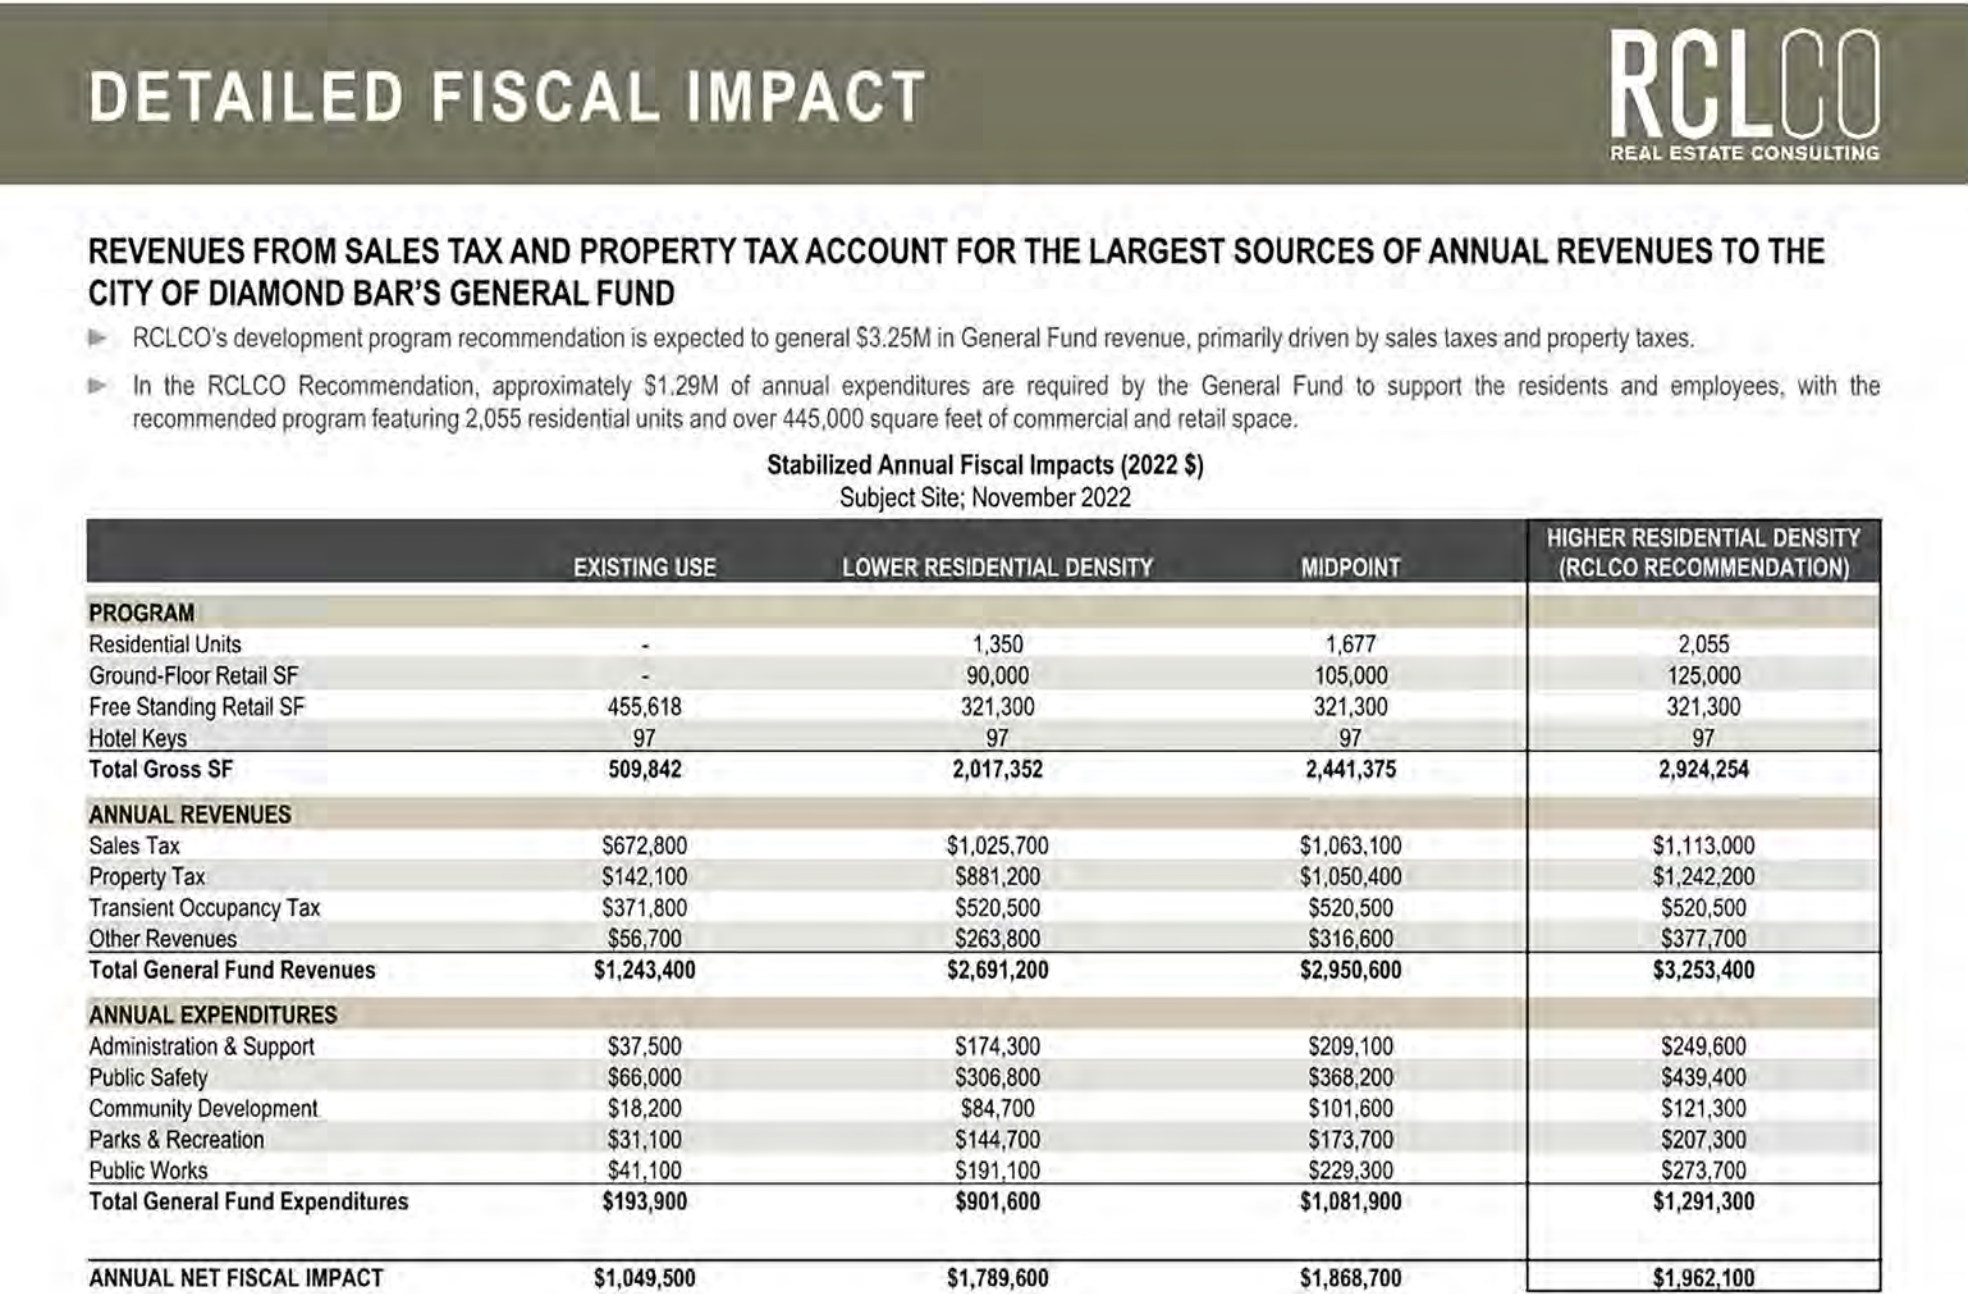 DETAILED FISCAL IMPACT
RCLCO
REAL ESTATE CONSULTING
REVENUES FROM SALES TAX AND PROPERTY TAX ACCOUNT FOR THE LARGEST SOURCES OF ANNUAL REVENUES TO THE
CITY OF DIAMOND BAR'S GENERAL FUND
RCLCO's development program recommendation is expected to general $3.25M in General Fund revenue, primarily driven by sales taxes and property taxes.
In the RCLCO Recommendation, approximately $1.29M of annual expenditures are required by the General Fund to support the residents and employees, with the
recommended program featuring 2,055 residential units and over 445,000 square feet of commercial and retail space.
Stabilized Annual Fiscal Impacts (2022 $)
Subject Site; November 2022
EXISTING USE LOWER RESIDENTIAL DENSITY MIDPOINT HIGHER RESIDENTIAL DENSITY
(RCLCO RECOMMENDATION)
PROGRAM
Residential Units - 1,350 1,677 2,055
Ground-Floor Retail SF - 90,000 105,000 125,000
Free Standing Retail SF 455,618 321,300 321,300 321,300
Hotel Keys 97 97 97 97
Total Gross SF 509,842 2,017,352 2,441,375 2,924,254
ANNUAL REVENUES
Sales Tax $672,800 $1,025,700 $1,063,100 $1,113,000
Property Tax $142,100 $881,200 $1,050,400 $1,242,200
Transient Occupancy Tax $371,800 $520,500 $520,500 $520,500
Other Revenues $56,700 $263,800 $316,600 $377,700
Total General Fund Revenues $1,243,400 $2,691,200 $2,950,600 $3,253,400
ANNUAL EXPENDITURES
Administration & Support $37,500 $174,300 $209,100 $249,600
Public Safety $66,000 $306,800 $368,200 $439,400
Community Development $18,200 $84,700 $101,600 $121,300
Parks & Recreation $31,100 $144,700 $173,700 $207,300
Public Works $41,100 $191,100 $229,300 $273,700
Total General Fund Expenditures $193,900 $901,600 $1,081,900 $1,291,300
ANNUAL NET FISCAL IMPACT $1,049,500 $1,789,600 $1,868,700 $1,962,100